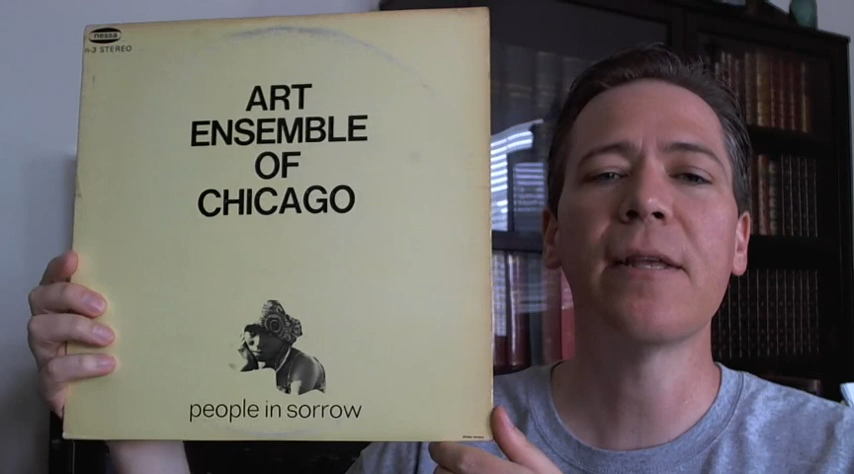 nessa
n-3 STEREO
ART
ENSEMBLE
OF
CHICAGO
people in sorrow